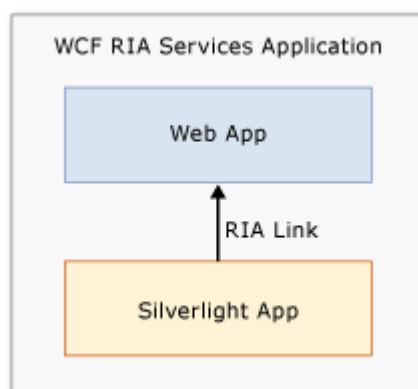 WCF RIA Services Application
Web App
RIA Link
Silverlight App